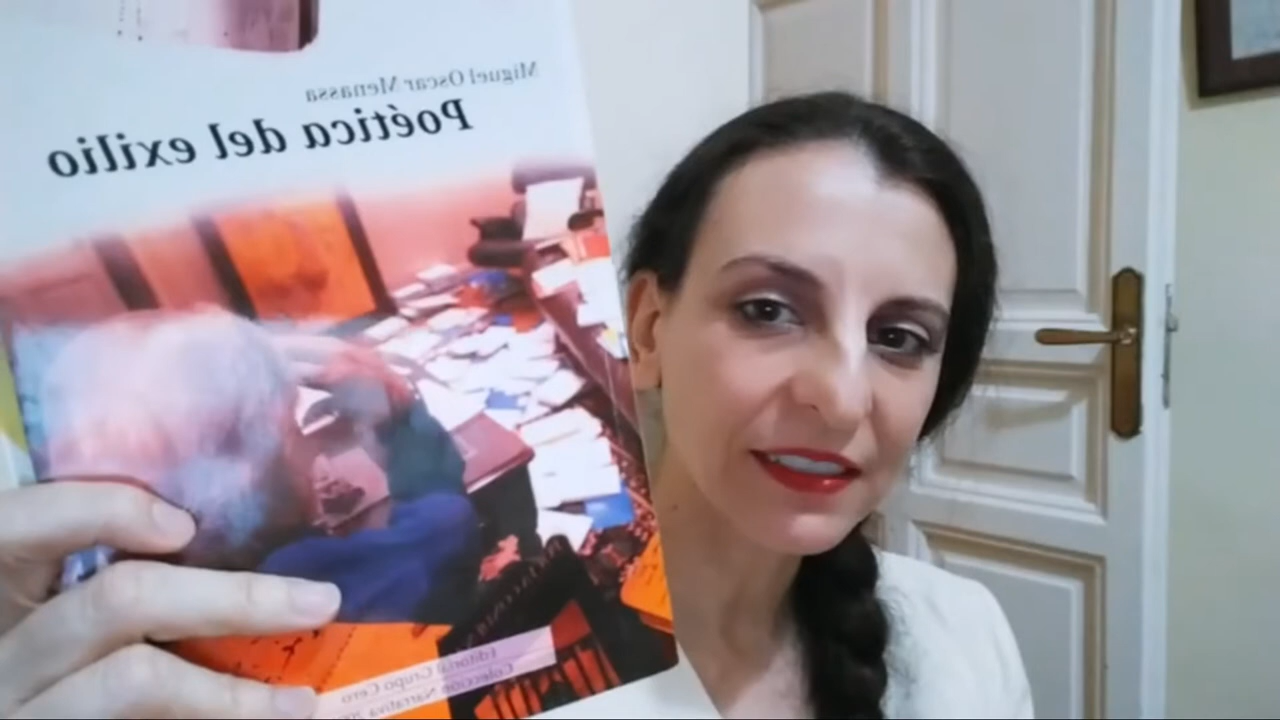 Miguel Oscar Menassa
Poética del exilio
Editorial Grupo Cero
Colección Narrativa